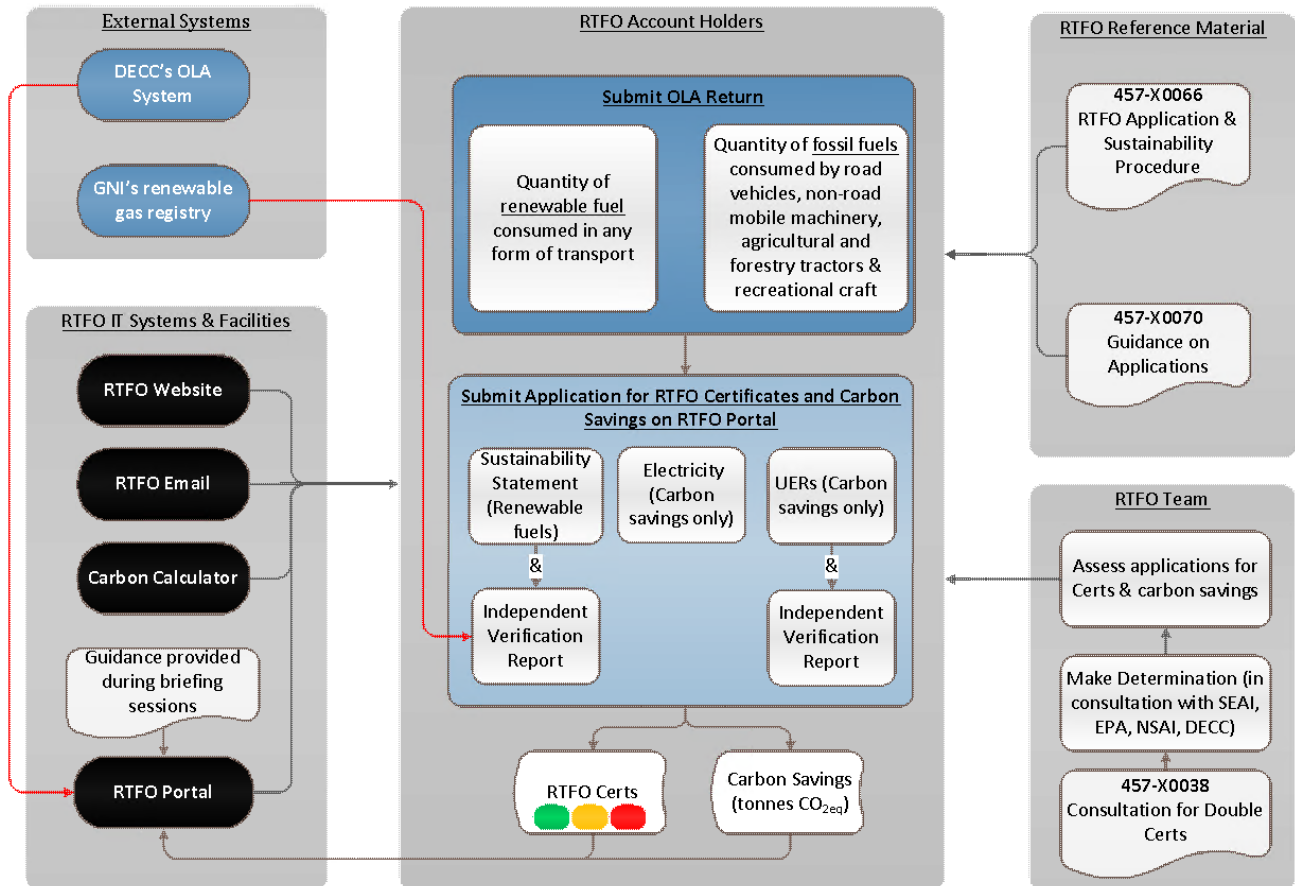 External Systems
DECC's OLA
System
GNI's renewable
gas registry
RTFO IT Systems & Facilities
RTFO Website
RTFO Email
Carbon Calculator
Guidance provided
during briefing
sessions
RTFO Portal
RTFO Account Holders
Submit OLA Return
Quantity of
renewable fuel
consumed in any
form of transport
Quantity of fossil fuels
consumed by road
vehicles, non-road
mobile machinery,
agricultural and
forestry tractors &
recreational craft
Submit Application for RTFO Certificates and Carbon
Savings on RTFO Portal
Sustainability
Statement
(Renewable
fuels)
&
Independent
Verification
Report
Electricity
(Carbon
savings only)
UERs (Carbon
savings only)
&
Independent
Verification
Report
RTFO Certs
Carbon Savings
(tonnes CO2eq)
RTFO Reference Material
457-X0066
RTFO Application &
Sustainability
Procedure
457-X0070
Guidance on
Applications
RTFO Team
Assess applications for
Certs & carbon savings
Make Determination (in
consultation with SEAI,
EPA, NSAI, DECC)
457-X0038
Consultation for Double
Certs